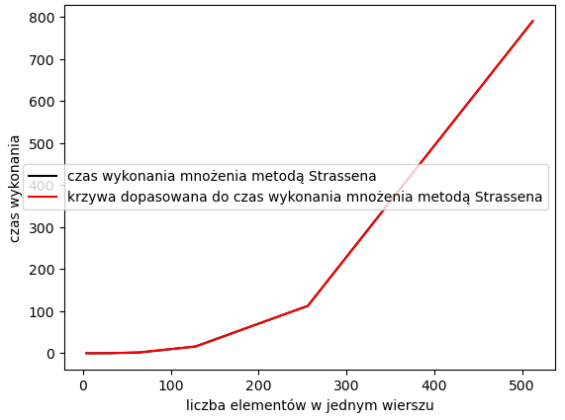 800
700
600
500
400
300
200
100
0
czas wykonania
czas wykonania mnożenia metodą Strassena
krzywa dopasowana do czas wykonania mnożenia metodą Strassena
0 100 200 300 400 500
liczba elementów w jednym wierszu